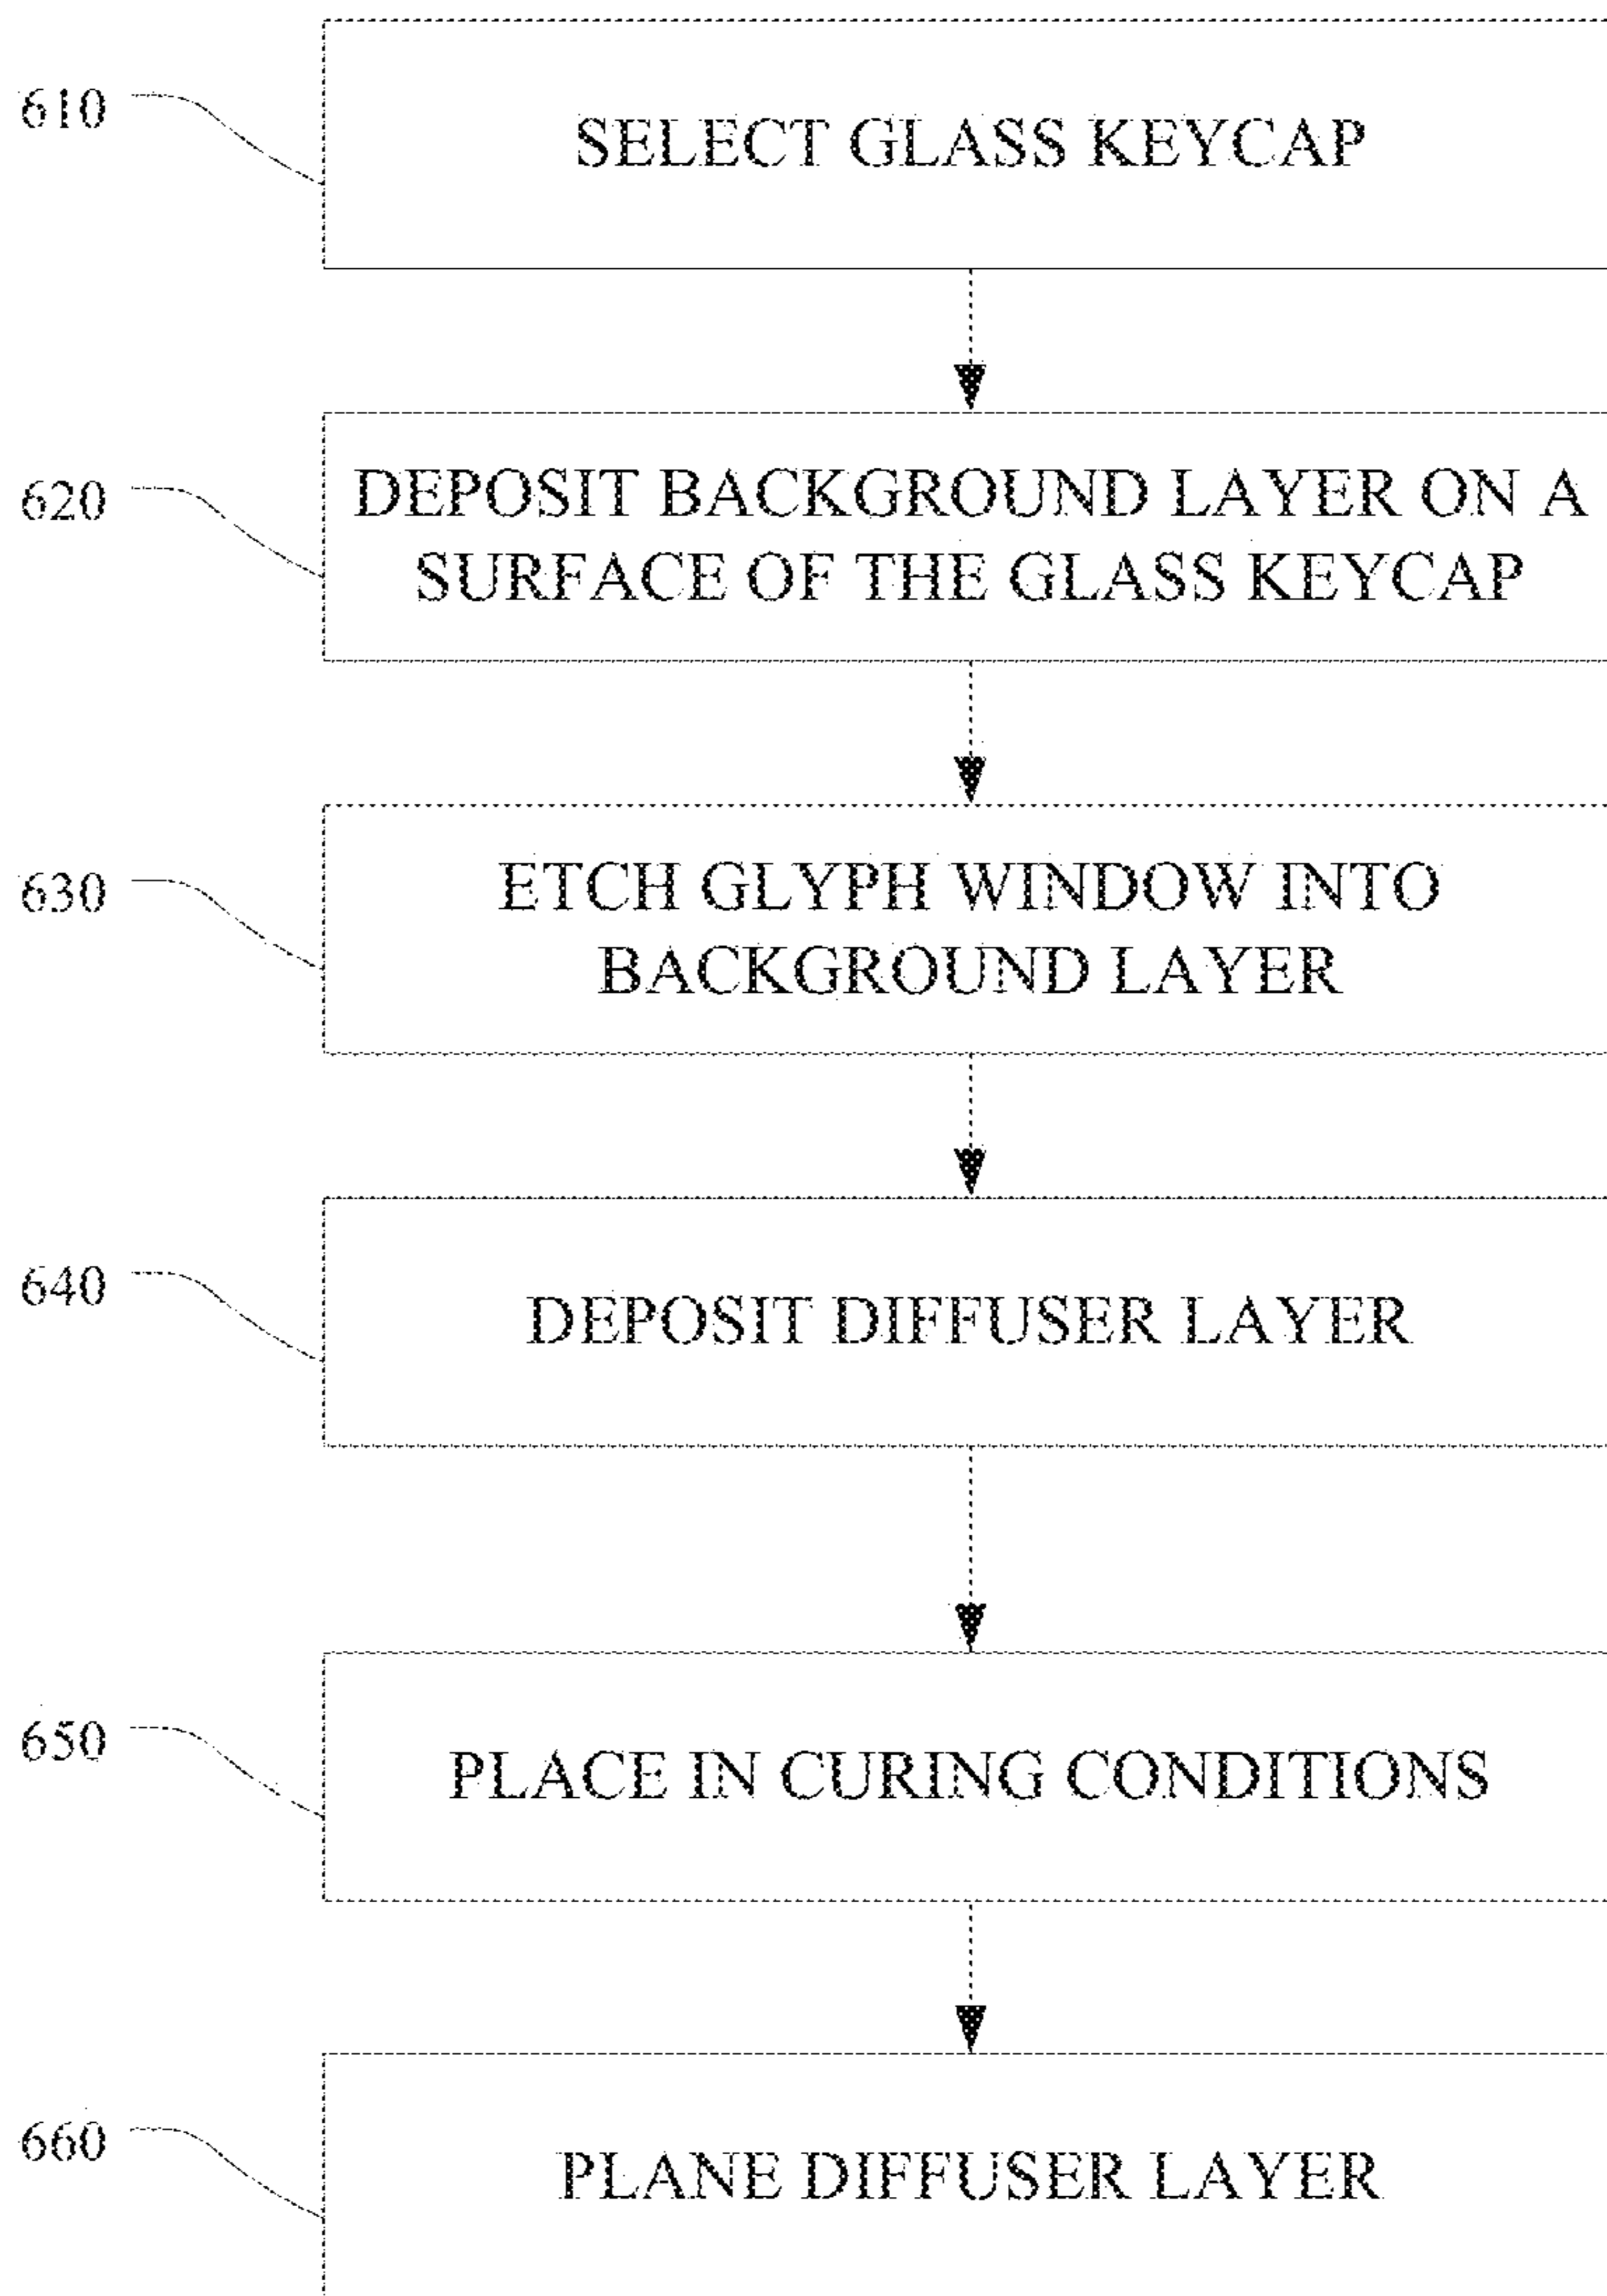 610
SELECT GLASS KEYCAP
620
DEPOSIT BACKGROUND LAYER ON A
SURFACE OF THE GLASS KEYCAP
630
ETCH GLYPH WINDOW INTO
BACKGROUND LAYER
640
DEPOSIT DIFFUSER LAYER
650
PLACE IN CURING CONDITIONS
660
PLANE DIFFUSER LAYER